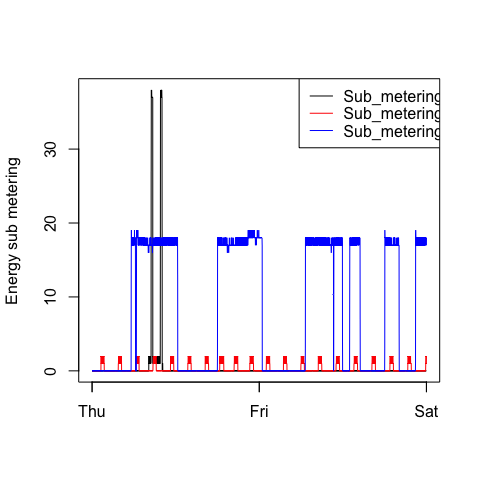 Energy sub metering
0
10
20
30
Thu
Fri
Sat
Sub_metering
Sub_metering
Sub_metering